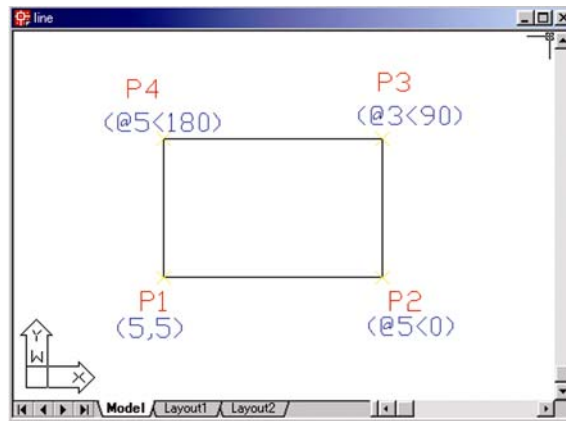 line
P4
P3
(@5<180)
(@3<90)
P1
P2
(5,5)
(@5<0)
Y
W
X
Model
Layout1
Layout2